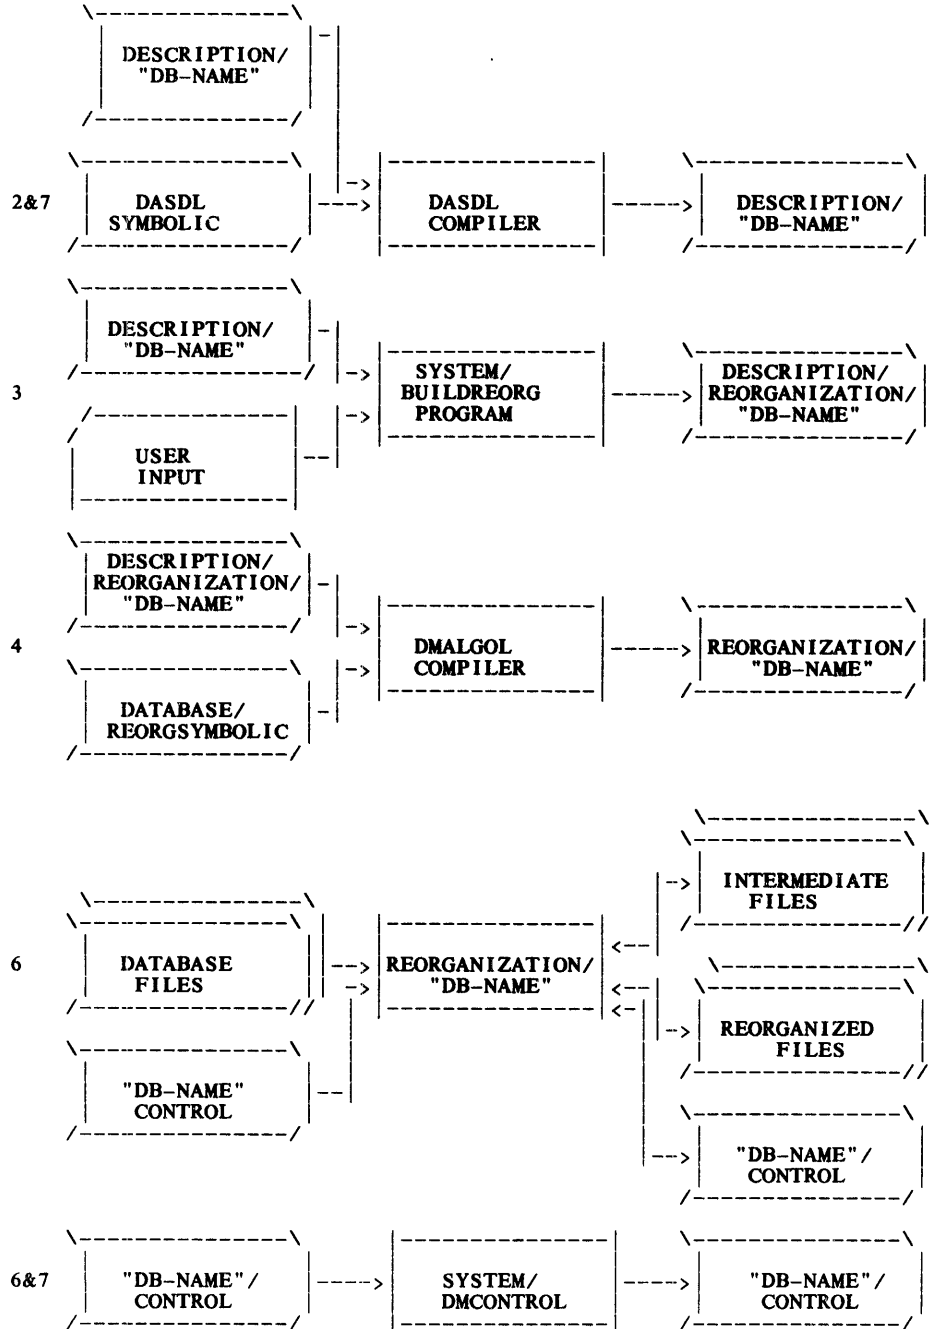 DESCRIPTION/
"DB-NAME"
2&7
DASDL
SYMBOLIC
DASDL
COMPILER
DESCRIPTION/
"DB-NAME"
3
DESCRIPTION/
"DB-NAME"
USER
INPUT
SYSTEM/
BUILDREORG
PROGRAM
DESCRIPTION/
REORGANIZATION/
"DB-NAME"
4
DESCRIPTION/
REORGANIZATION/
"DB-NAME"
DATABASE/
REORGSYMBOLIC
DMALGOL
COMPILER
REORGANIZATION/
"DB-NAME"
6
DATABASE
FILES
"DB-NAME"
CONTROL
REORGANIZATION/
"DB-NAME"
INTERMEDIATE
FILES
REORGANIZED
FILES
"DB-NAME"/
CONTROL
6&7
"DB-NAME"/
CONTROL
SYSTEM/
DMCONTROL
"DB-NAME"/
CONTROL